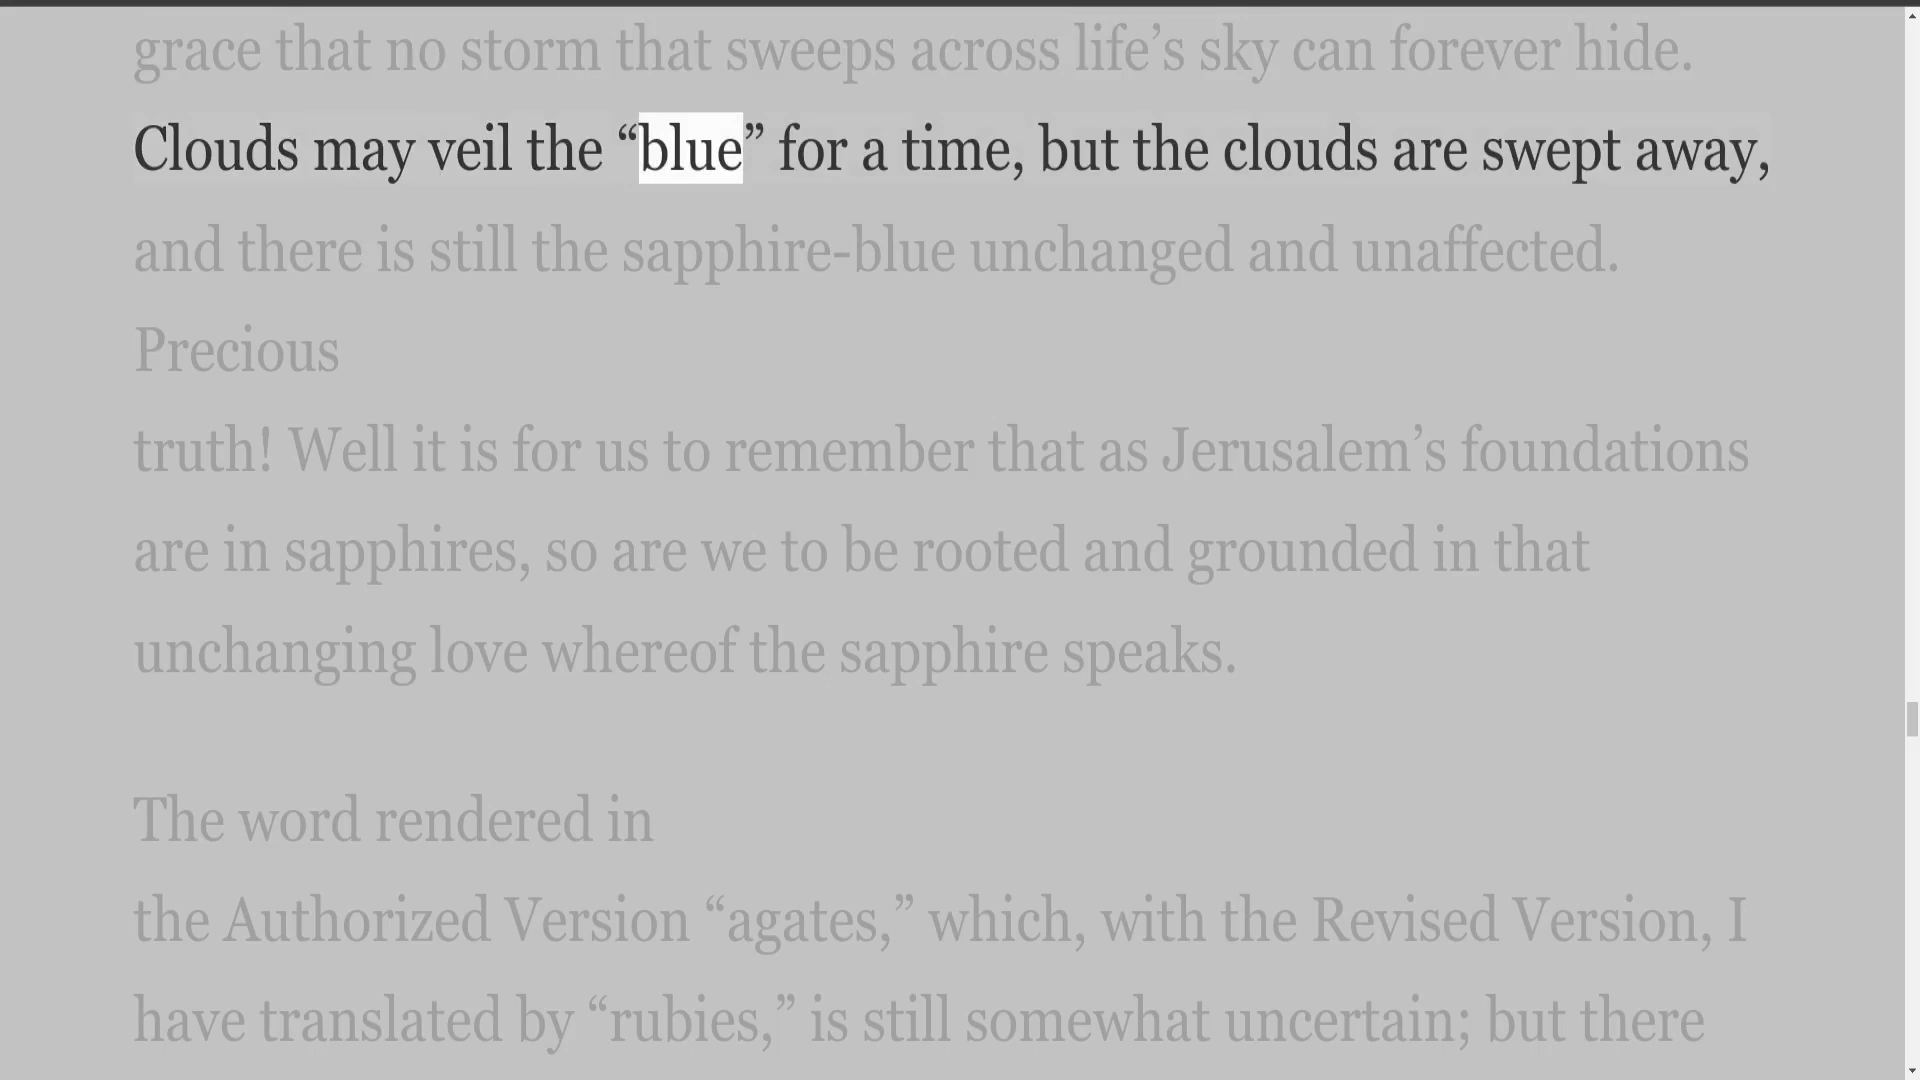 grace that no storm that sweeps across life’s sky can forever hide.
Clouds may veil the “blue” for a time, but the clouds are swept away,
and there is still the sapphire-blue unchanged and unaffected.
Precious
truth! Well it is for us to remember that as Jerusalem’s foundations
are in sapphires, so are we to be rooted and grounded in that
unchanging love whereof the sapphire speaks.
The word rendered in
the Authorized Version “agates,” which, with the Revised Version, I
have translated by “rubies,” is still somewhat uncertain; but there